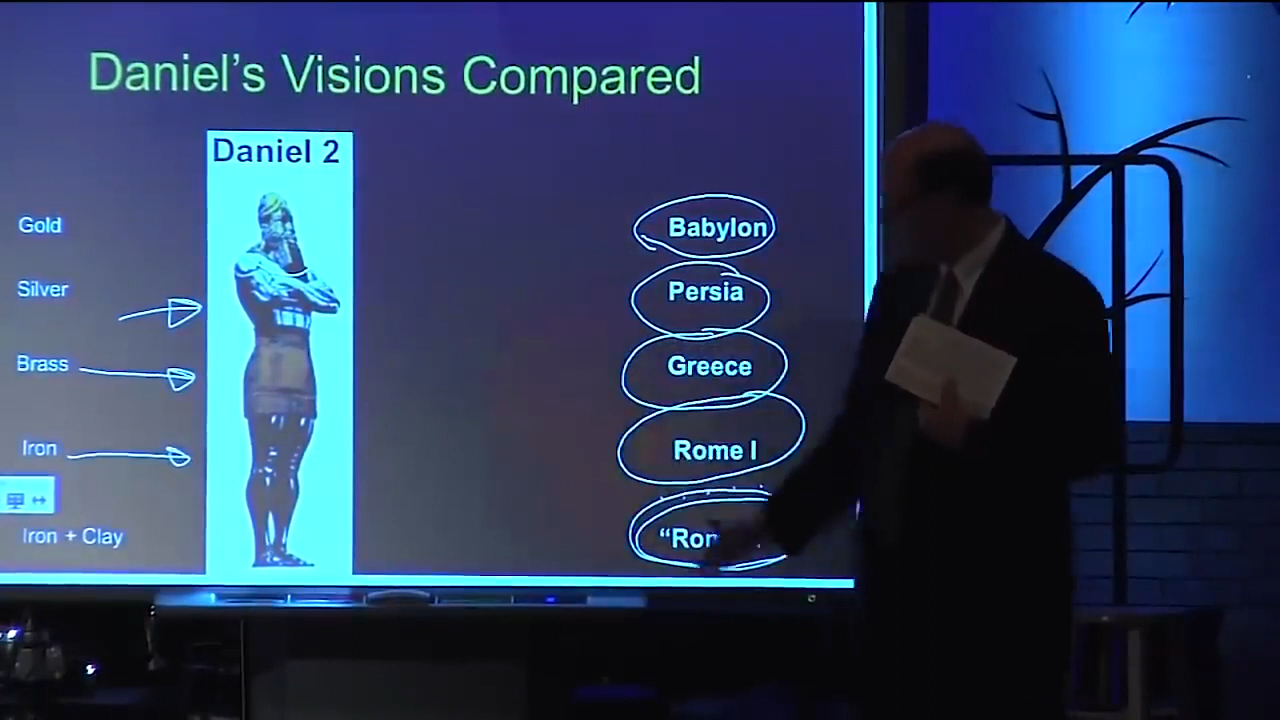 Daniel's Visions Compared
Daniel 2
Gold
Babylon
Silver
Persia
Brass
Greece
Iron
Rome I
Iron + Clay